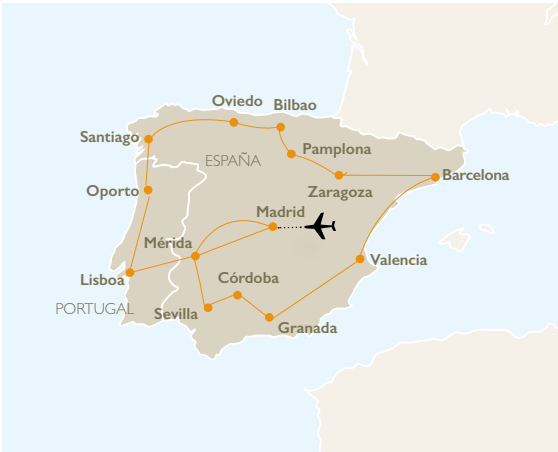 Oviedo
Bilbao
Santiago
Pamplona
ESPAÑA
Barcelona
Oporto
Zaragoza
Madrid
Mérida
Valencia
Lisboa
Córdoba
PORTUGAL
Sevilla
Granada